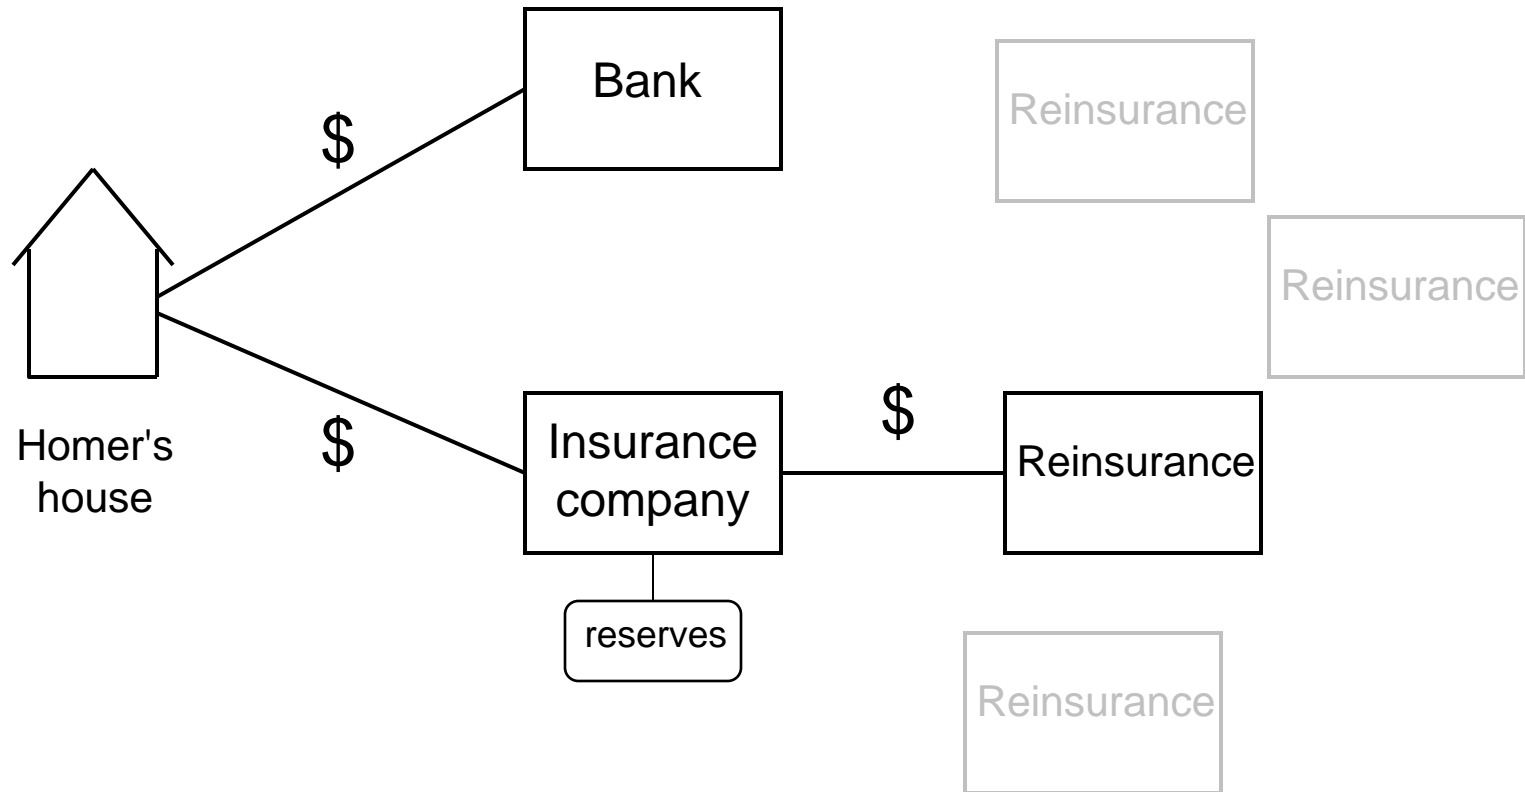 Bank
Reinsurance
$
Reinsurance
Homer's
house
$
Insurance
company
$
Reinsurance
reserves
Reinsurance